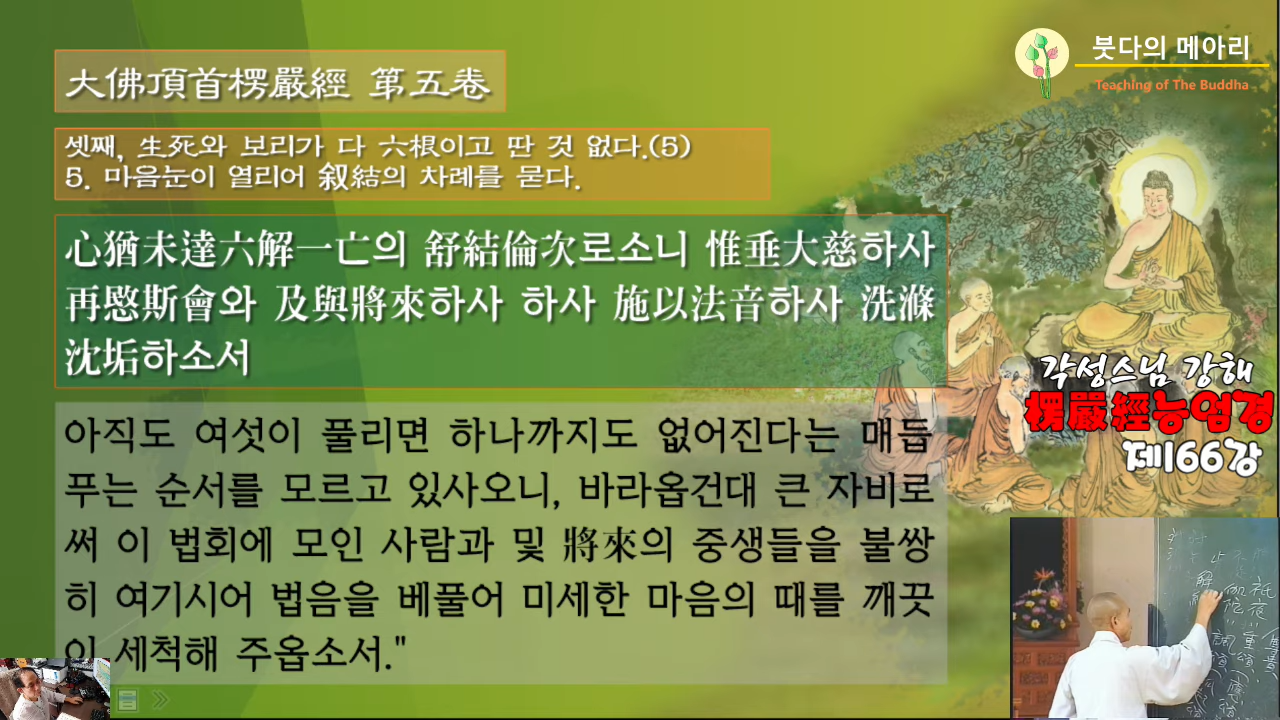 大佛頂首楞嚴經 第五卷
셋째, 生死와 보리가 다 六根이고 딴 것 없다.(5)
5. 마음눈이 열리어 叙結의 차례를 묻다.
心猶未達六解一亡의 舒結倫次로소니 惟垂大慈하사
再愍斯會와 及與將來하사 하사 施以法音하사 洗滌
沈垢하소서
아직도 여섯이 풀리면 하나까지도 없어진다는 매듭
푸는 순서를 모르고 있사오니, 바라옵건대 큰 자비로
써 이 법회에 모인 사람과 및 將來의 중생들을 불쌍
히 여기시어 법음을 베풀어 미세한 마음의 때를 깨끗
이 세척해 주옵소서."
붓다의 메아리
Teaching of The Buddha
각성스님 강해
楞嚴經능엄경
제166강
解 伽 祇
結 陀 夜
重頌
諷頌